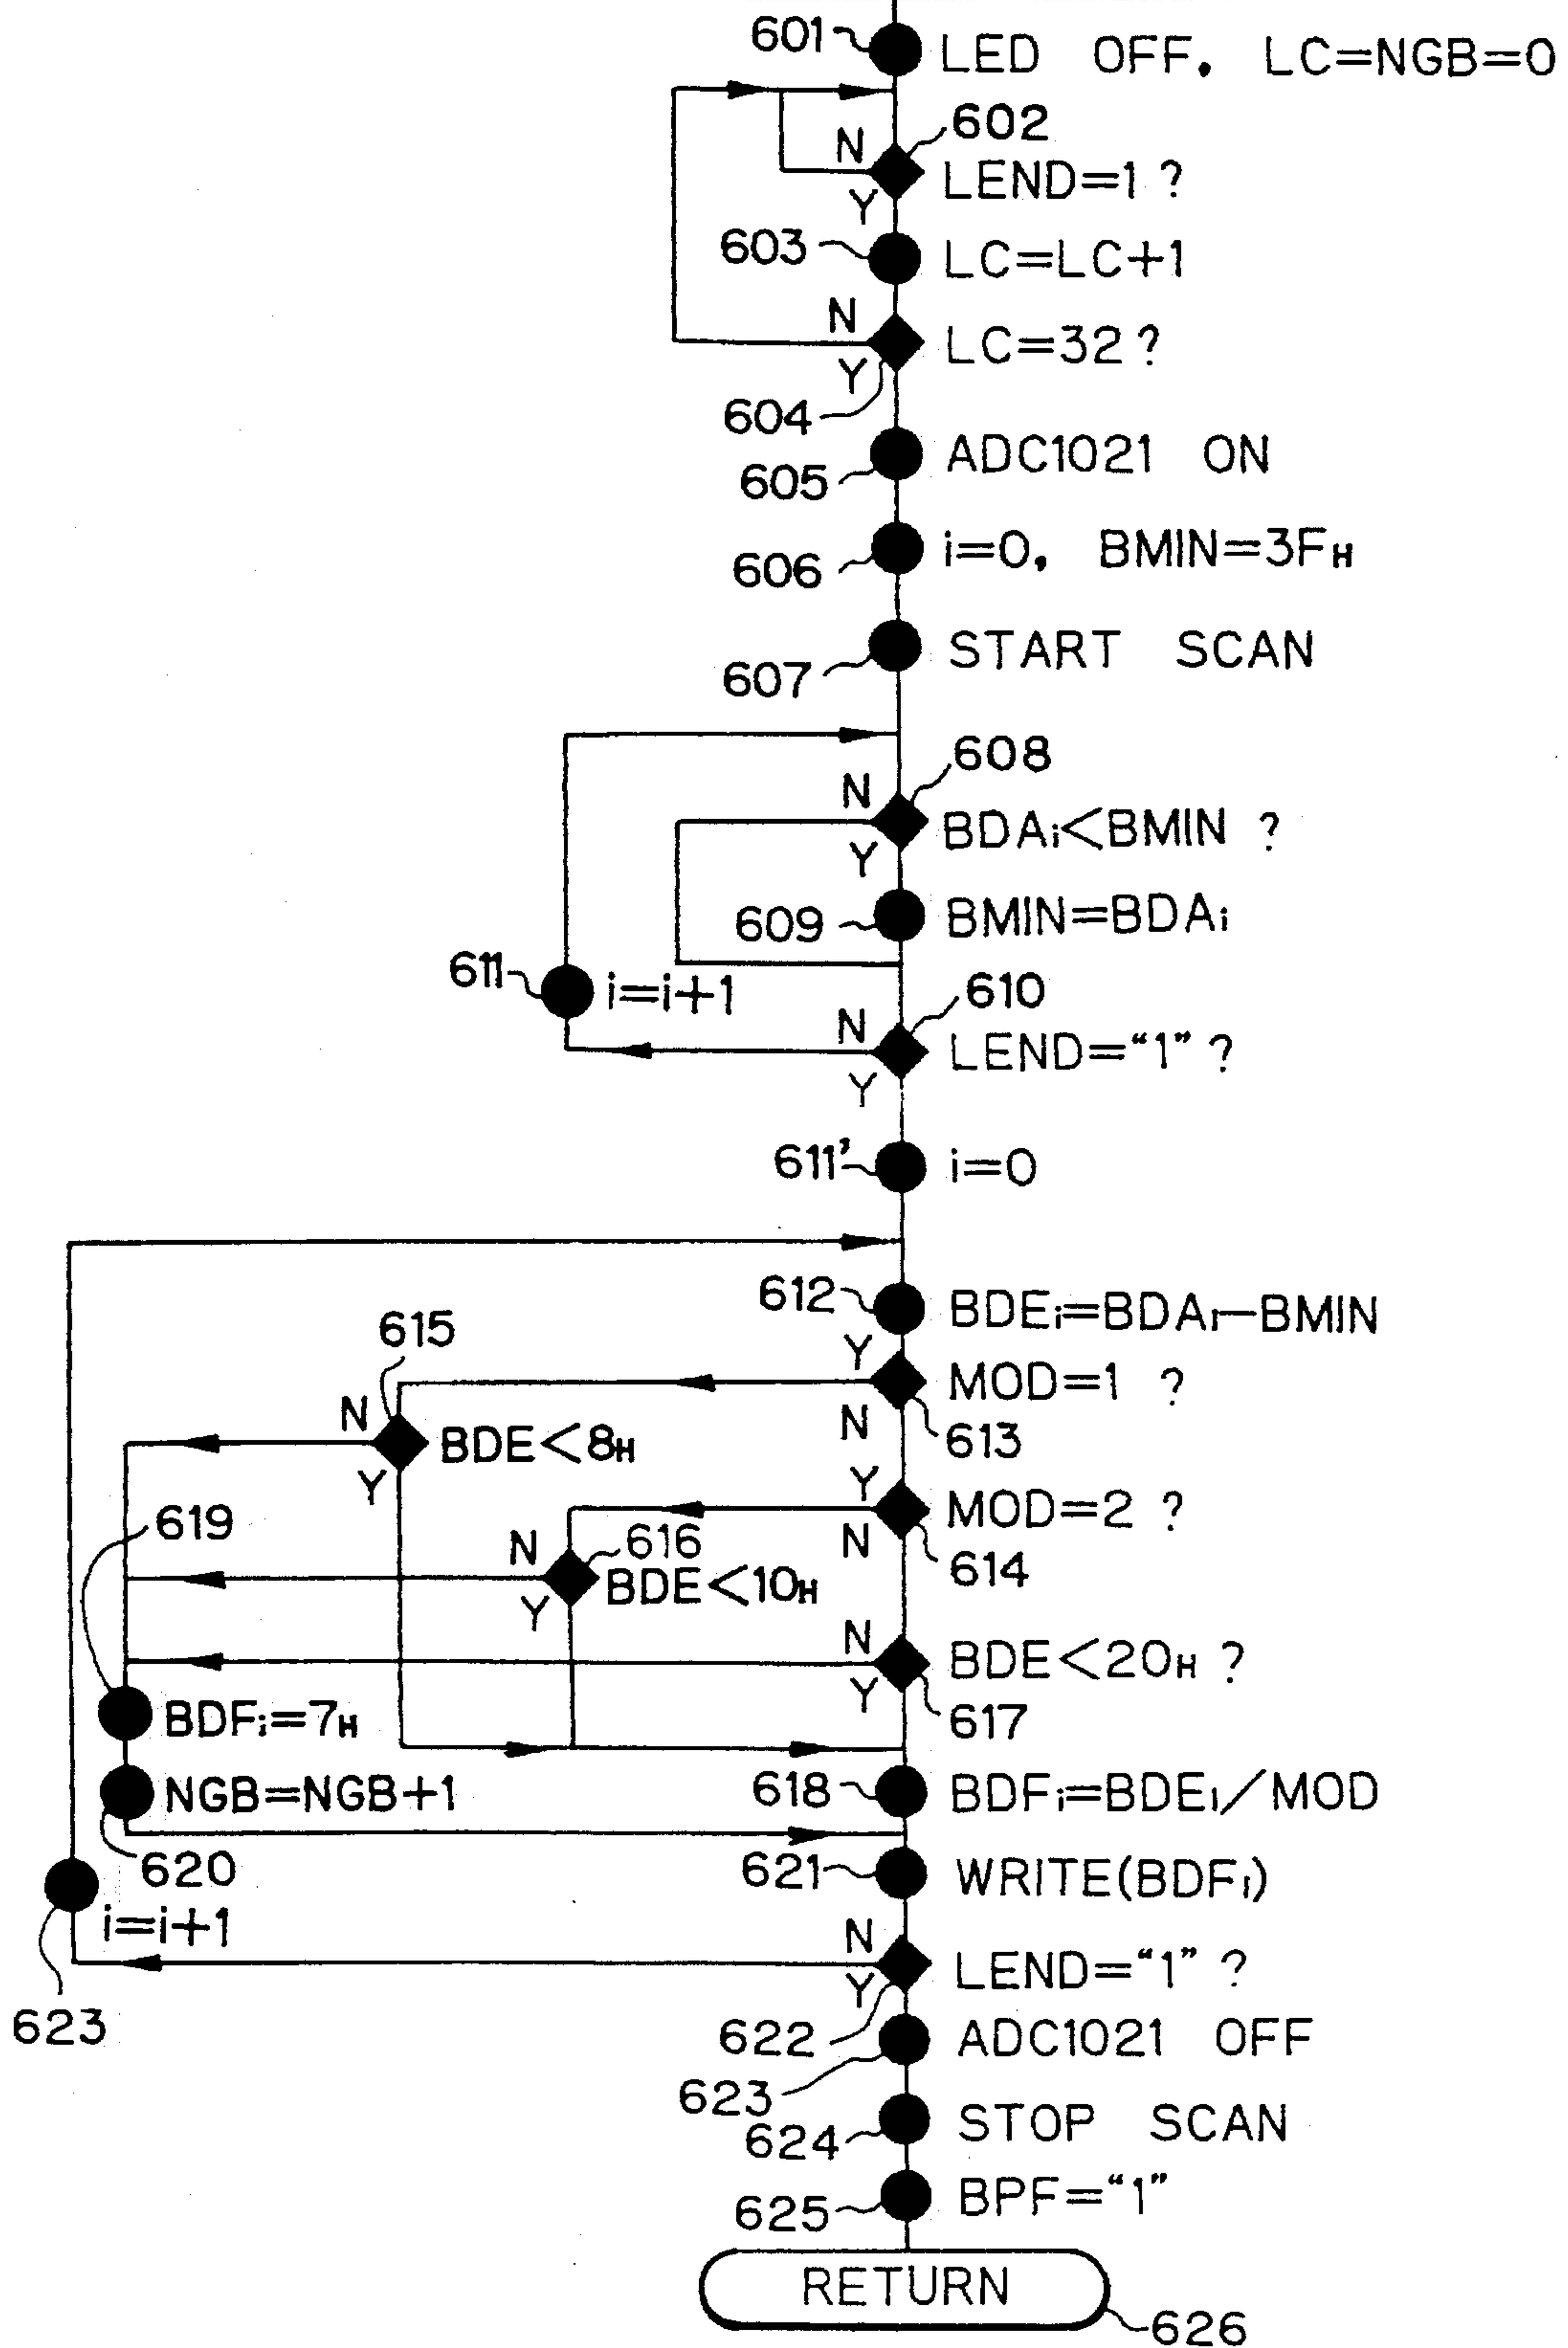 601 LED OFF, LC=NGB=0
602
N LEND=1 ?
Y
603 LC=LC+1
N LC=32 ?
Y
604
605 ADC1021 ON
606 i=0, BMIN=3FH
607 START SCAN
608
N BDAi<BMIN ?
Y
609 BMIN=BDAi
611 i=i+1
610
N LEND="1" ?
Y
611' i=0
612 BDEi=BDAi-BMIN
615
Y MOD=1 ?
N 613
N BDE<8H
Y
Y MOD=2 ?
N 614
619
N 616
BDE<10H
Y
N BDE<20H ?
Y 617
BDFi=7H
NGB=NGB+1
618 BDFi=BDEi/MOD
620
621 WRITE(BDFi)
i=i+1
N LEND="1" ?
Y
623
622 ADC1021 OFF
623
624 STOP SCAN
625 BPF="1"
RETURN
626